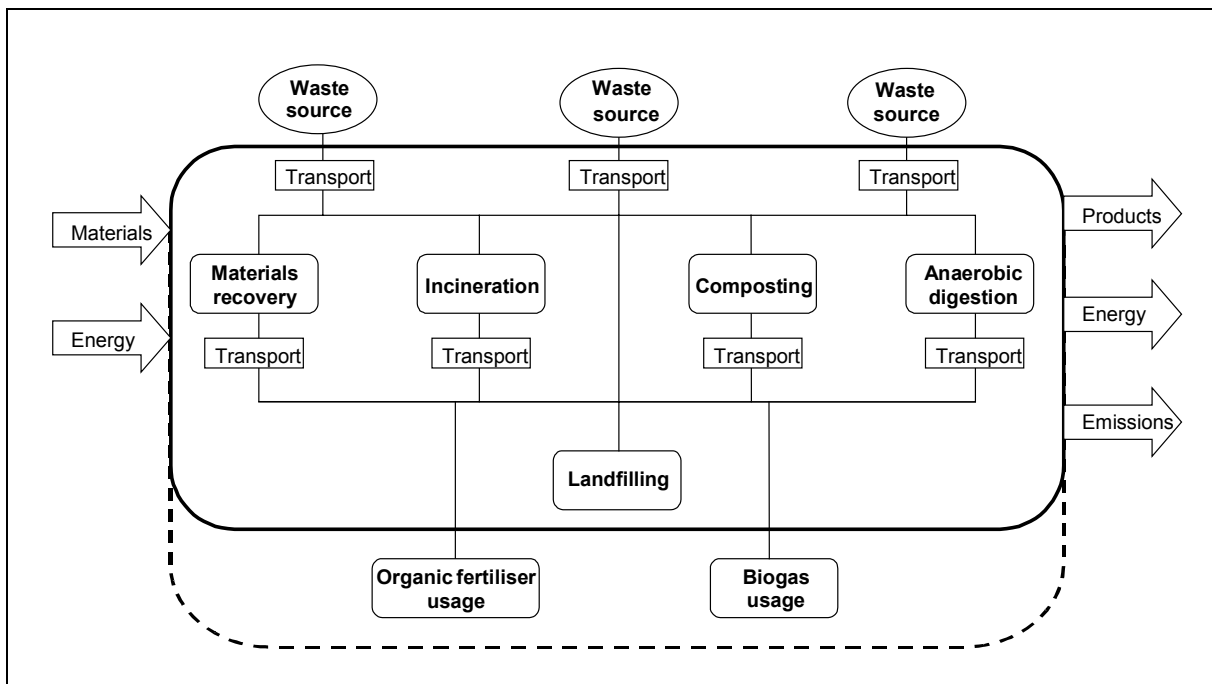 Waste
source
Waste
source
Waste
source
Transport
Transport
Transport
Materials
Products
Materials
recovery
Incineration
Composting
Anaerobic
digestion
Energy
Energy
Transport
Transport
Transport
Transport
Emissions
Landfilling
Organic fertiliser
usage
Biogas
usage